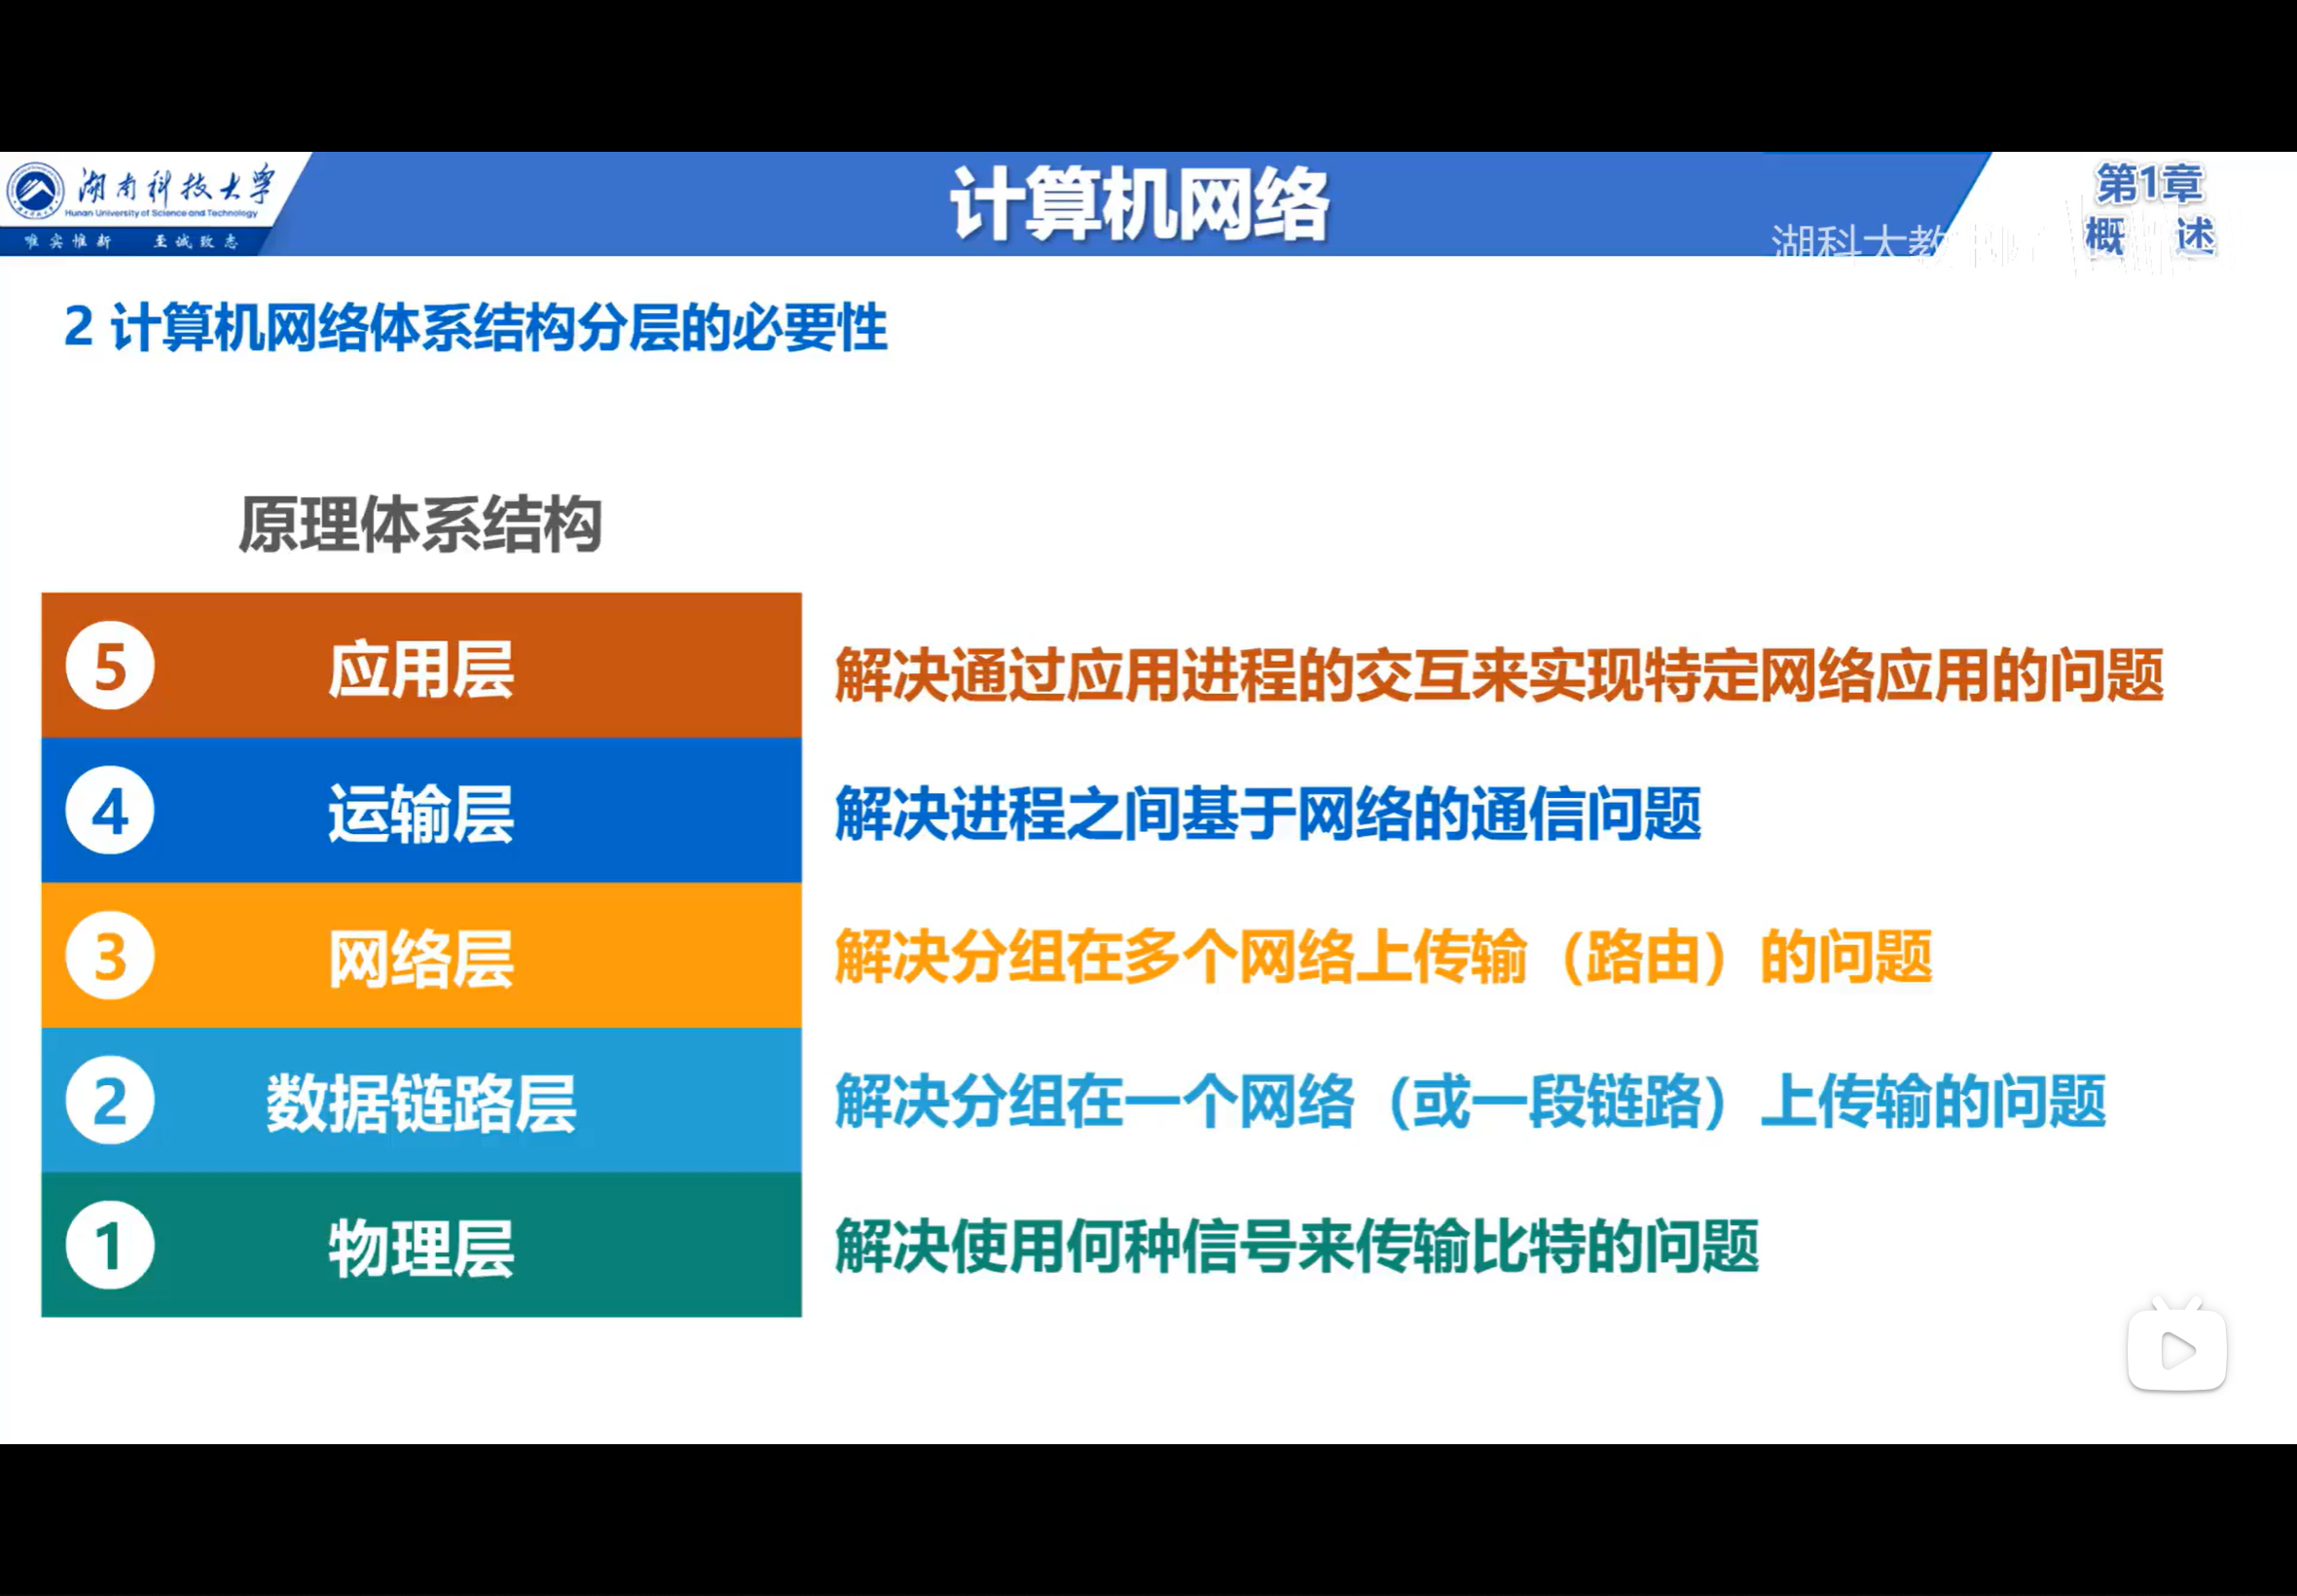 湖南科技大学
Hunan University of Science and Technology
唯实惟新 至诚致志
计算机网络
第1章
概 述
湖科大教
2 计算机网络体系结构分层的必要性
原理体系结构
5 应用层 解决通过应用进程的交互来实现特定网络应用的问题
4 运输层 解决进程之间基于网络的通信问题
3 网络层 解决分组在多个网络上传输（路由）的问题
2 数据链路层 解决分组在一个网络（或一段链路）上传输的问题
1 物理层 解决使用何种信号来传输比特的问题